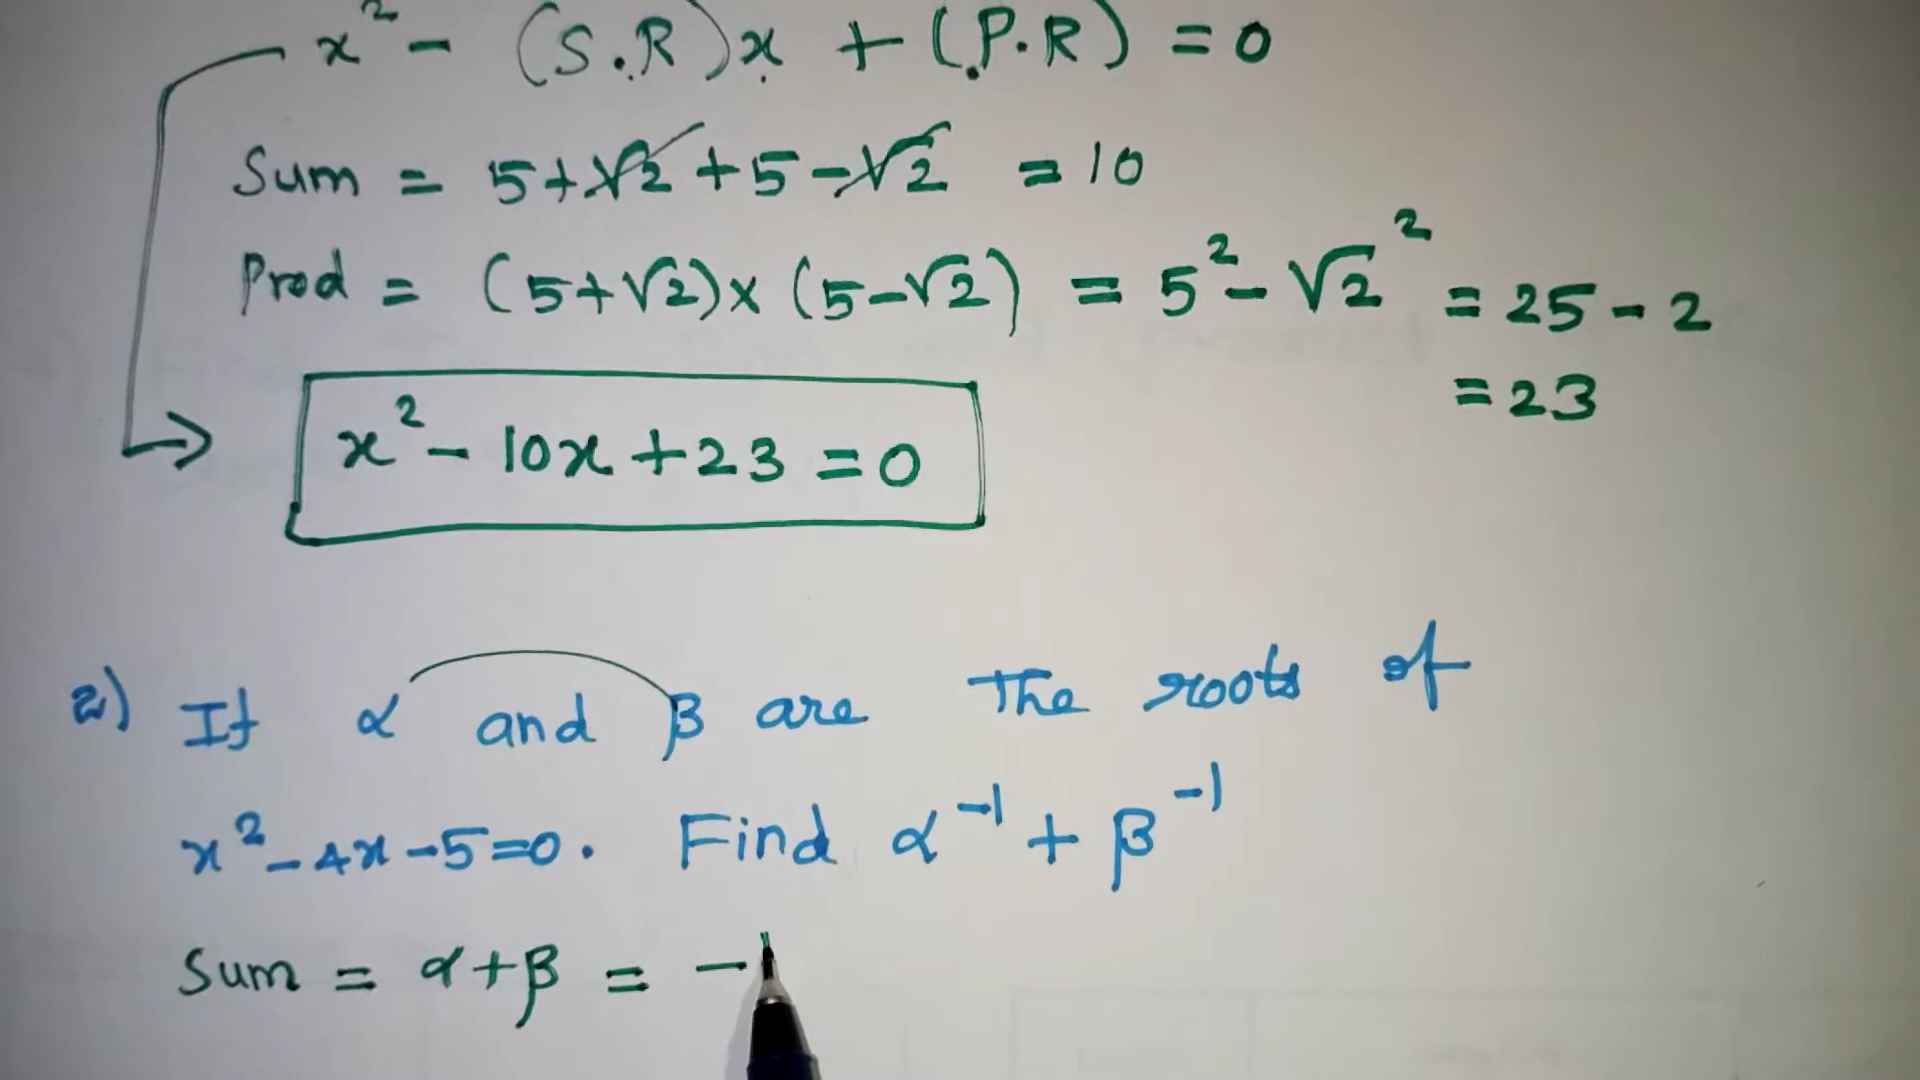 x² - (S.R)x + (P.R) = 0
Sum = 5+√2 +5-√2 = 10
Prod = (5+√2)x (5-√2) = 5² - √2² = 25 - 2
= 23
x² - 10x + 23 = 0
2) If α and β are The roots of
x² - 4x - 5 = 0. Find α⁻¹ + β⁻¹
Sum = α+β = -